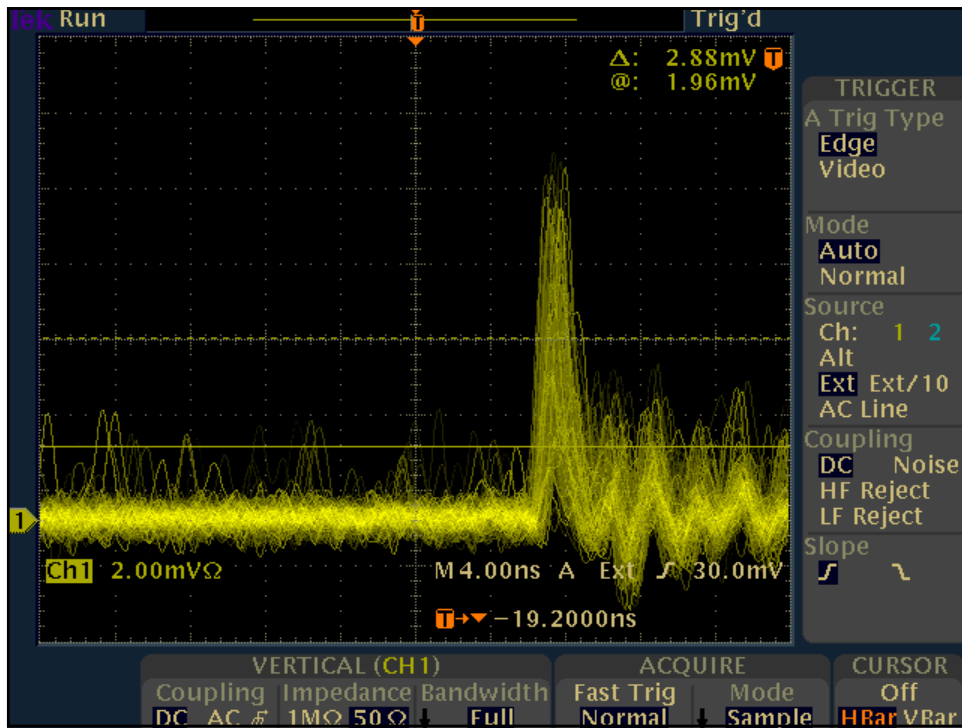 Tek Run Trig'd
T
Δ: 2.88mV T
@: 1.96mV
1
Ch1 2.00mVΩ M 4.00ns A Ext 30.0mV
T −19.2000ns
TRIGGER
A Trig Type
Edge
Video
Mode
Auto
Normal
Source
Ch: 1 2
Alt
Ext Ext/10
AC Line
Coupling
DC Noise
HF Reject
LF Reject
Slope
VERTICAL (CH1) ACQUIRE CURSOR
Coupling Impedance Bandwidth Fast Trig Mode Off
DC AC 1MΩ 50 Ω Full Normal Sample HBar VBar